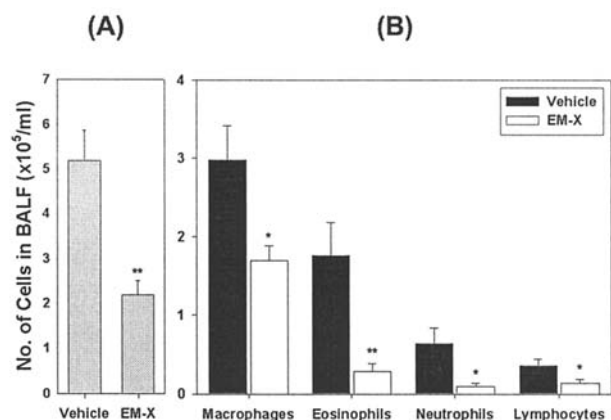 (A)
(B)
No. of Cells in BALF (x10⁵/ml)
7
6
5
4
3
2
1
0
**
Vehicle EM-X
4
3
2
1
0
Vehicle
EM-X
*
**
*
*
Macrophages Eosinophils Neutrophils Lymphocytes